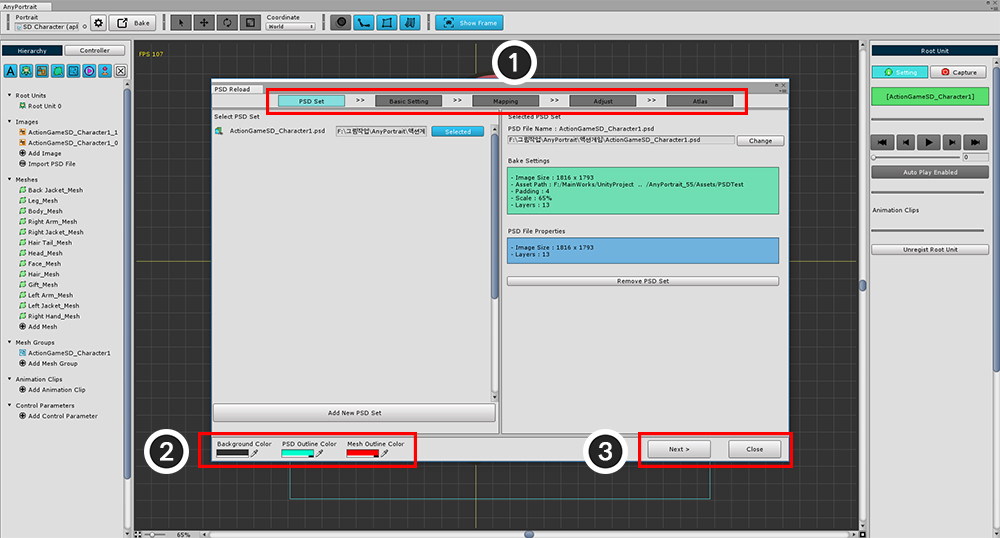 AnyPortrait
Portrait
SD Character (apl
Bake
Coordinate
World
Show Frame
Hierarchy
Controller
Root Units
Root Unit 0
Images
ActionGameSD_Character1_1
ActionGameSD_Character1_0
Add Image
Import PSD File
Meshes
Back Jacket_Mesh
Leg_Mesh
Body_Mesh
Right Arm_Mesh
Right Jacket_Mesh
Hair Tail_Mesh
Head_Mesh
Face_Mesh
Hair_Mesh
Gift_Mesh
Left Arm_Mesh
Left Jacket_Mesh
Right Hand_Mesh
Add Mesh
Mesh Groups
ActionGameSD_Character1
Add Mesh Group
Animation Clips
Add Animation Clip
Control Parameters
Add Control Parameter
FPS 107
1
PSD Reload
PSD Set >> Basic Setting >> Mapping >> Adjust >> Atlas
Select PSD Set
ActionGameSD_Character1.psd F:\그림작업\AnyPortrait\액션게 Selected
Add New PSD Set
Selected PSD Set
PSD File Name : ActionGameSD_Character1.psd
F:\그림작업\AnyPortrait\액션게임\ActionGameSD_Character1.psd Change
Bake Settings
- Image Size : 1816 x 1793
- Asset Path : F:/MainWorks/UnityProject .. /AnyPortrait_55/Assets/PSDTest
- Padding : 4
- Scale : 65%
- Layers : 13
PSD File Properties
- Image Size : 1816 x 1793
- Layers : 13
Remove PSD Set
2
Background Color PSD Outline Color Mesh Outline Color
3
Next > Close
65%
Root Unit
Setting
Capture
[ActionGameSD_Character1]
0
Auto Play Enabled
Animation Clips
Unregist Root Unit